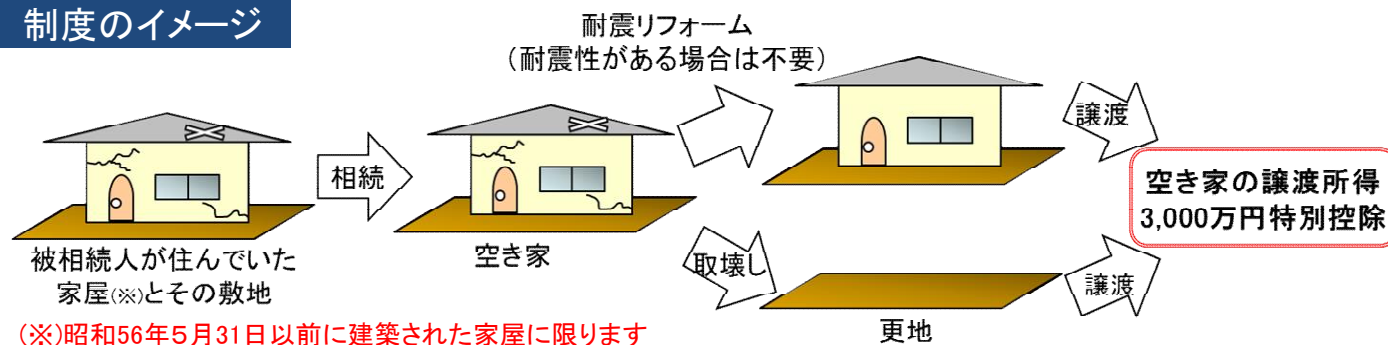 制度のイメージ
耐震リフォーム
(耐震性がある場合は不要)
相続
譲渡
空き家の譲渡所得
3,000万円特別控除
被相続人が住んでいた
家屋(※)とその敷地
空き家
取壊し
譲渡
更地
(※)昭和56年5月31日以前に建築された家屋に限ります